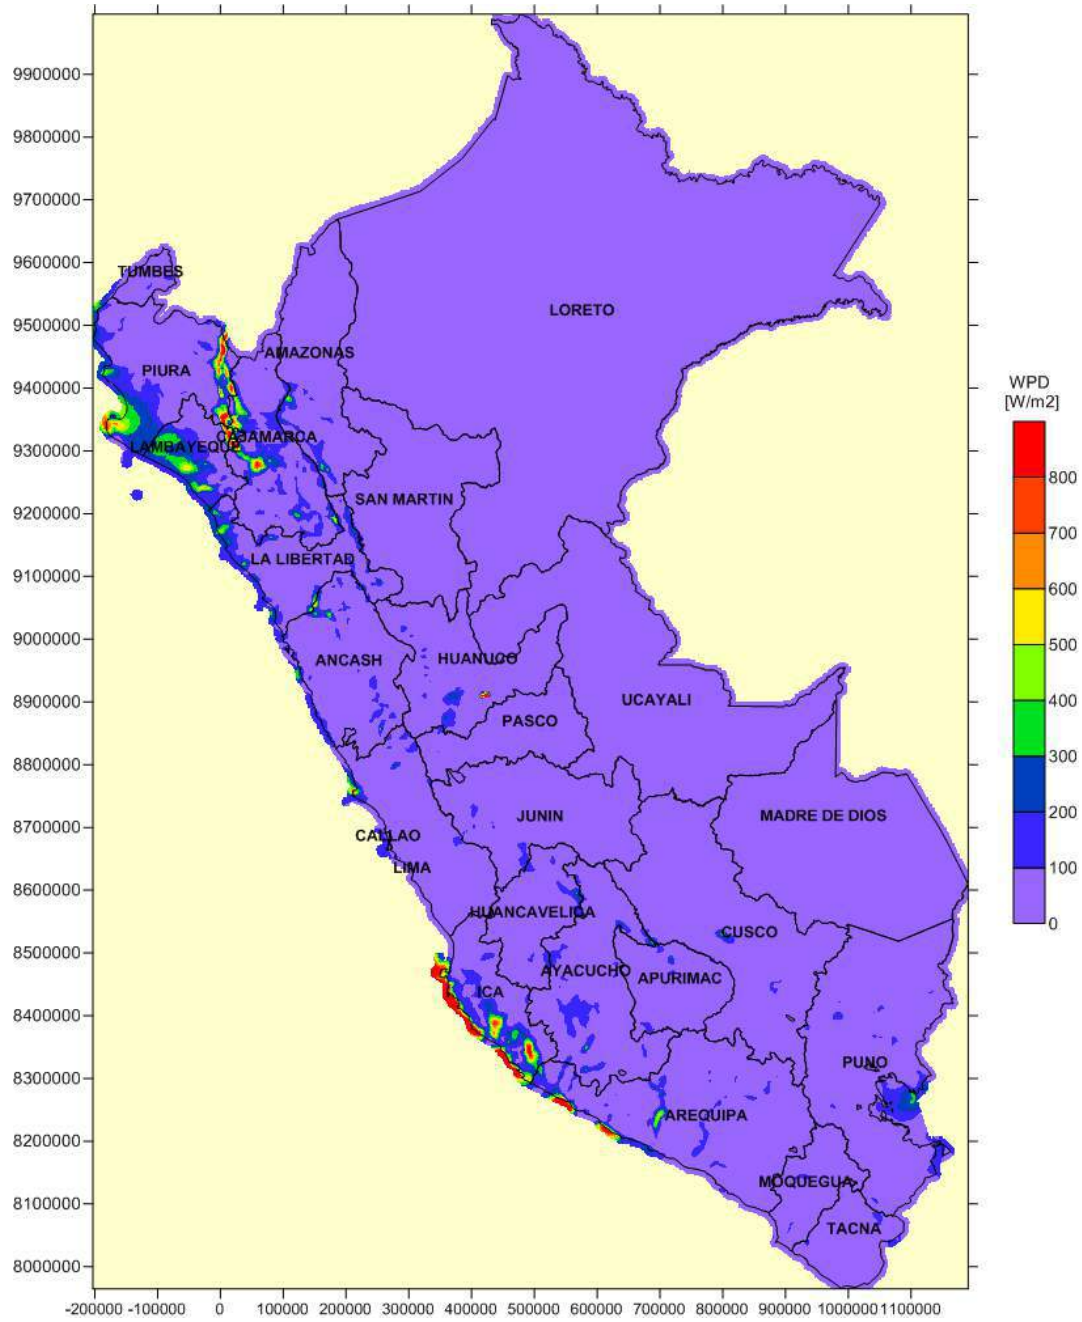 9900000
9800000
9700000
9600000
TUMBES
LORETO
9500000
AMAZONAS
PIURA
9400000
WPD
[W/m2]
CAJAMARCA
LAMBAYEQUE
9300000
800
SAN MARTIN
9200000
700
LA LIBERTAD
9100000
600
9000000
500
ANCASH
HUANUCO
UCAYALI
8900000
400
PASCO
8800000
300
JUNIN
MADRE DE DIOS
8700000
200
CALLAO
LIMA
100
8600000
HUANCAVELICA
0
CUSCO
8500000
AYACUCHO
APURIMAC
ICA
8400000
PUNO
8300000
AREQUIPA
8200000
MOQUEGUA
8100000
TACNA
8000000
-200000 -100000 0 100000 200000 300000 400000 500000 600000 700000 800000 900000 1000000 1100000